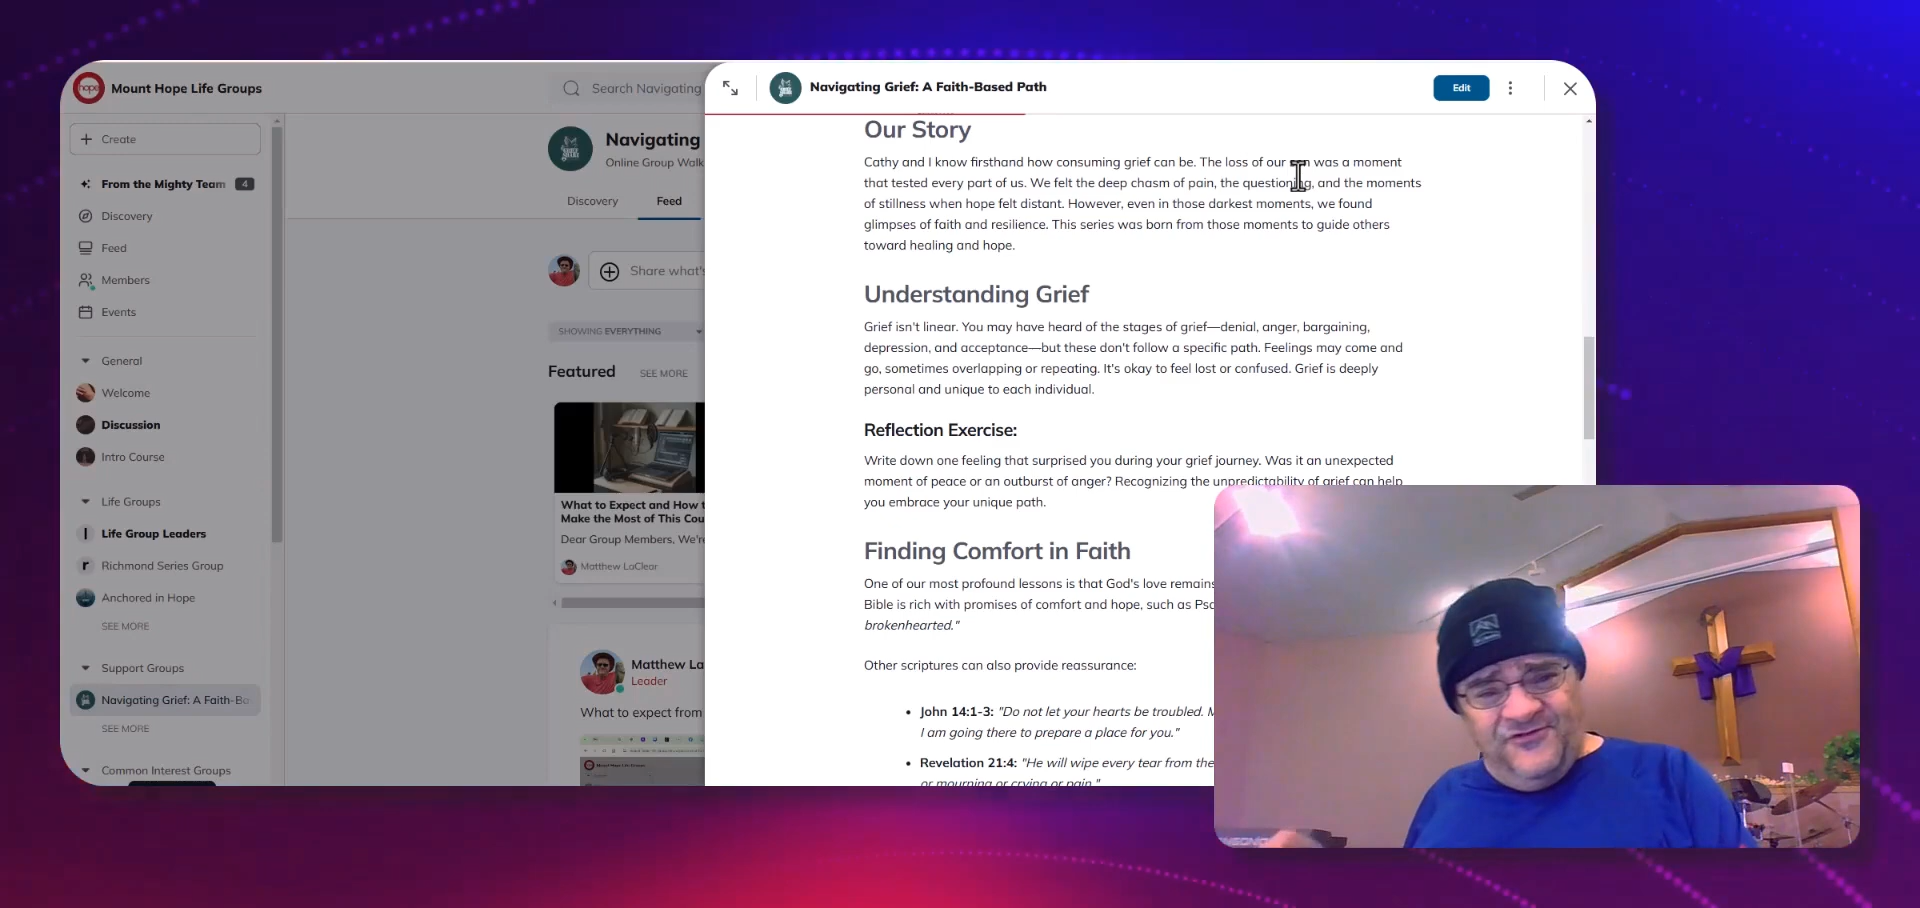 hope
Mount Hope Life Groups
Search Navigating
Navigating Grief: A Faith-Based Path
Edit
Create
From the Mighty Team 4
Discovery
Feed
Members
Events
General
Welcome
Discussion
Intro Course
Life Groups
Life Group Leaders
r Richmond Series Group
Anchored in Hope
SEE MORE
Support Groups
Navigating Grief: A Faith-Ba
SEE MORE
Common Interest Groups
Navigating
Online Group Walk
Discovery
Feed
Share what's
SHOWING EVERYTHING
Featured SEE MORE
What to Expect and How t
Make the Most of This Cou
Dear Group Members, We're
Matthew LaClear
Matthew La
Leader
What to expect from
Our Story
Cathy and I know firsthand how consuming grief can be. The loss of our was a moment
that tested every part of us. We felt the deep chasm of pain, the questioning, and the moments
of stillness when hope felt distant. However, even in those darkest moments, we found
glimpses of faith and resilience. This series was born from those moments to guide others
toward healing and hope.
Understanding Grief
Grief isn't linear. You may have heard of the stages of grief—denial, anger, bargaining,
depression, and acceptance—but these don't follow a specific path. Feelings may come and
go, sometimes overlapping or repeating. It's okay to feel lost or confused. Grief is deeply
personal and unique to each individual.
Reflection Exercise:
Write down one feeling that surprised you during your grief journey. Was it an unexpected
moment of peace or an outburst of anger? Recognizing the unpredictability of grief can help
you embrace your unique path.
Finding Comfort in Faith
One of our most profound lessons is that God's love remains
Bible is rich with promises of comfort and hope, such as Psa
brokenhearted."
Other scriptures can also provide reassurance:
• John 14:1-3: "Do not let your hearts be troubled. M
I am going there to prepare a place for you."
• Revelation 21:4: "He will wipe every tear from the
or mourning or crying or pain."